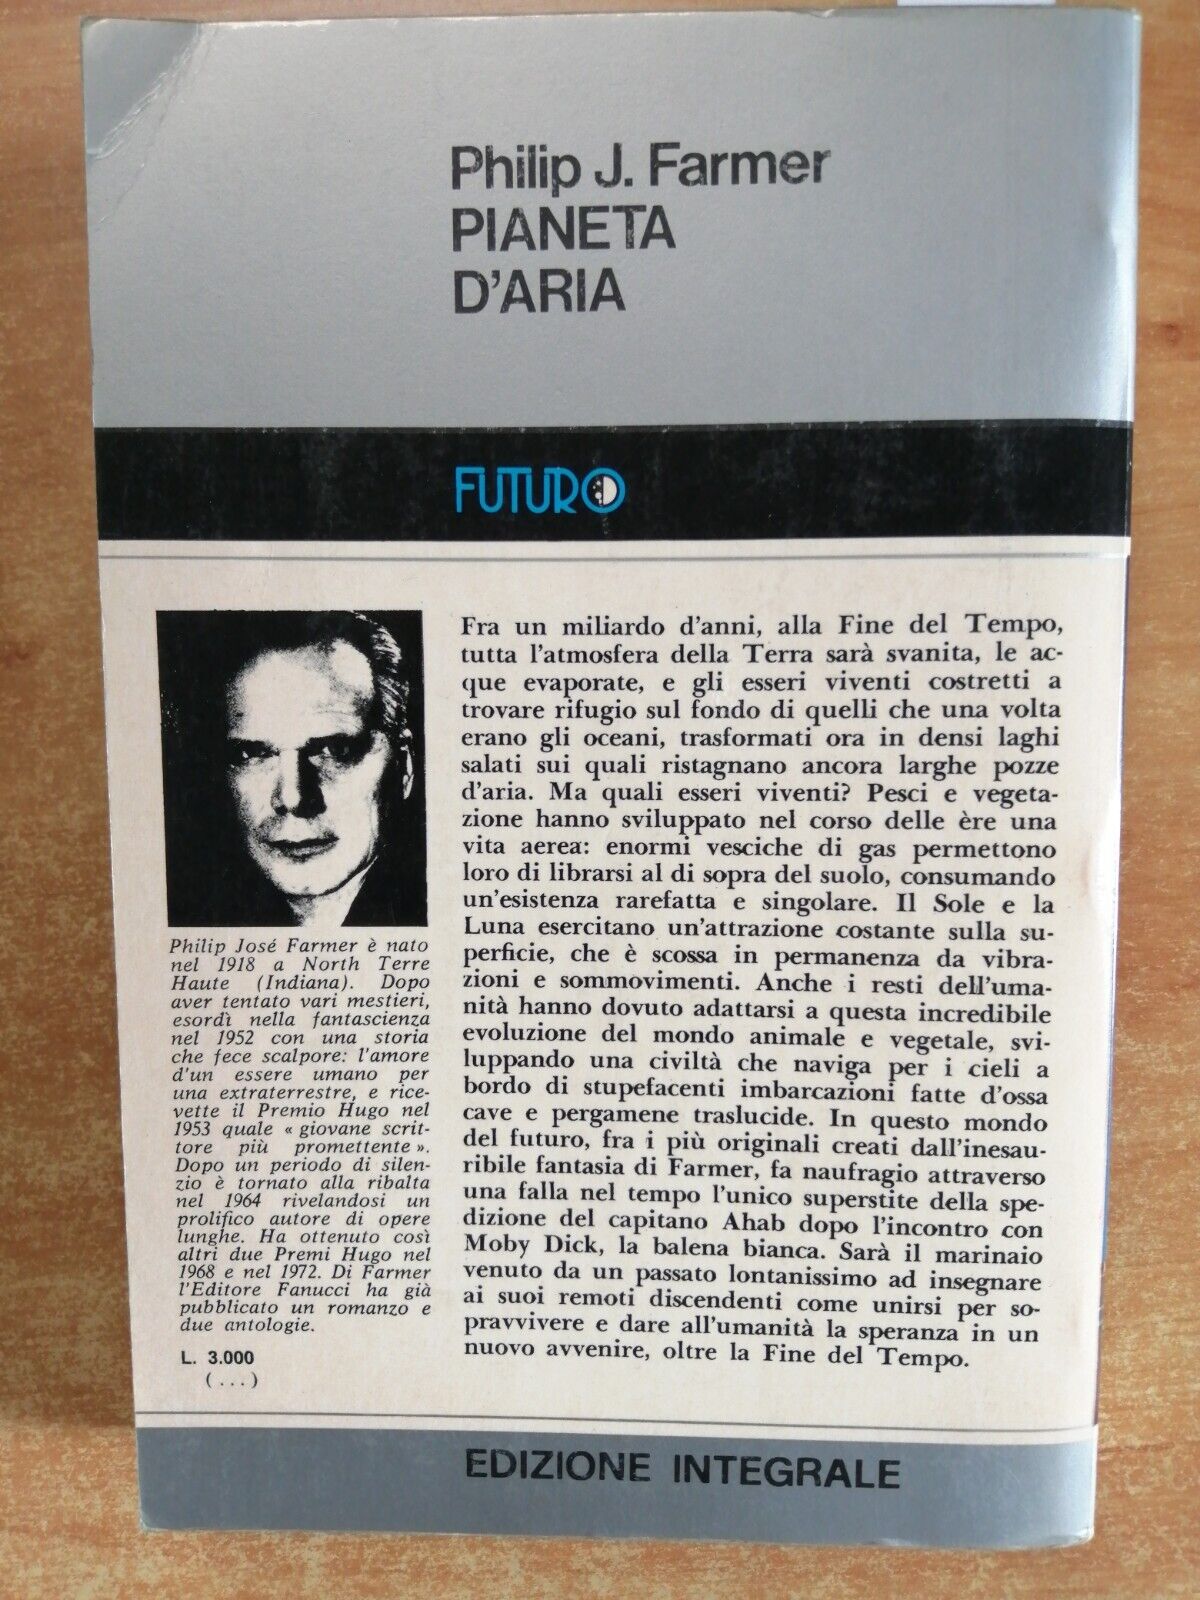 Philip J. Farmer
PIANETA
D'ARIA
FUTURO
Philip José Farmer è nato
nel 1918 a North Terre
Haute (Indiana). Dopo
aver tentato vari mestieri,
esordì nella fantascienza
nel 1952 con una storia
che fece scalpore: l'amore
d'un essere umano per
una extraterrestre, e rice-
vette il Premio Hugo nel
1953 quale « giovane scrit-
tore più promettente ».
Dopo un periodo di silen-
zio è tornato alla ribalta
nel 1964 rivelandosi un
prolifico autore di opere
lunghe. Ha ottenuto così
altri due Premi Hugo nel
1968 e nel 1972. Di Farmer
l'Editore Fanucci ha già
pubblicato un romanzo e
due antologie.
L. 3.000
(...)
Fra un miliardo d'anni, alla Fine del Tempo,
tutta l'atmosfera della Terra sarà svanita, le ac-
que evaporate, e gli esseri viventi costretti a
trovare rifugio sul fondo di quelli che una volta
erano gli oceani, trasformati ora in densi laghi
salati sui quali ristagnano ancora larghe pozze
d'aria. Ma quali esseri viventi? Pesci e vegeta-
zione hanno sviluppato nel corso delle ère una
vita aerea: enormi vesciche di gas permettono
loro di librarsi al di sopra del suolo, consumando
un'esistenza rarefatta e singolare. Il Sole e la
Luna esercitano un'attrazione costante sulla su-
perficie, che è scossa in permanenza da vibra-
zioni e sommovimenti. Anche i resti dell'uma-
nità hanno dovuto adattarsi a questa incredibile
evoluzione del mondo animale e vegetale, svi-
luppando una civiltà che naviga per i cieli a
bordo di stupefacenti imbarcazioni fatte d'ossa
cave e pergamene traslucide. In questo mondo
del futuro, fra i più originali creati dall'inesau-
ribile fantasia di Farmer, fa naufragio attraverso
una falla nel tempo l'unico superstite della spe-
dizione del capitano Ahab dopo l'incontro con
Moby Dick, la balena bianca. Sarà il marinaio
venuto da un passato lontanissimo ad insegnare
ai suoi remoti discendenti come unirsi per so-
pravvivere e dare all'umanità la speranza in un
nuovo avvenire, oltre la Fine del Tempo.
EDIZIONE INTEGRALE